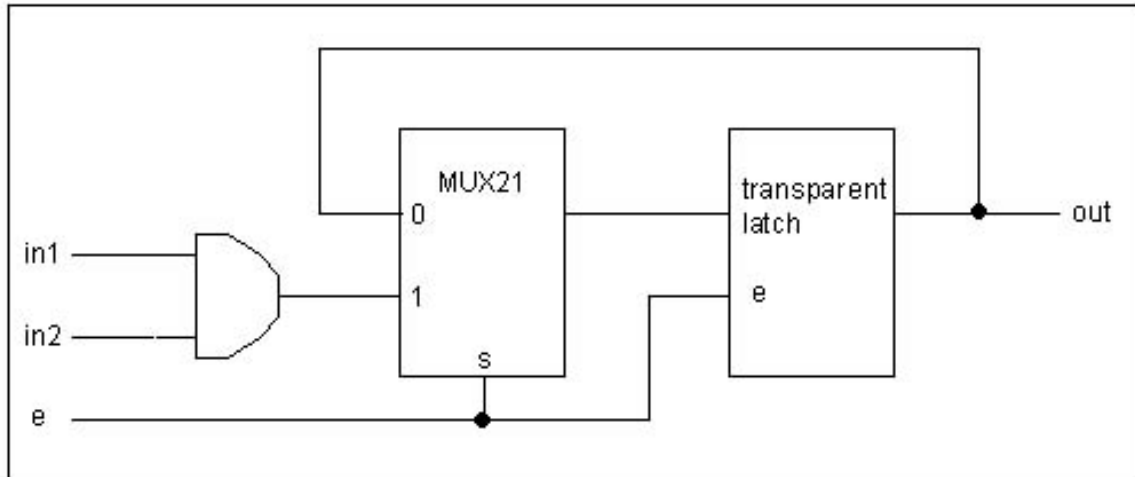 MUX21
transparent
latch
0
out
in1
1
e
in2
s
e